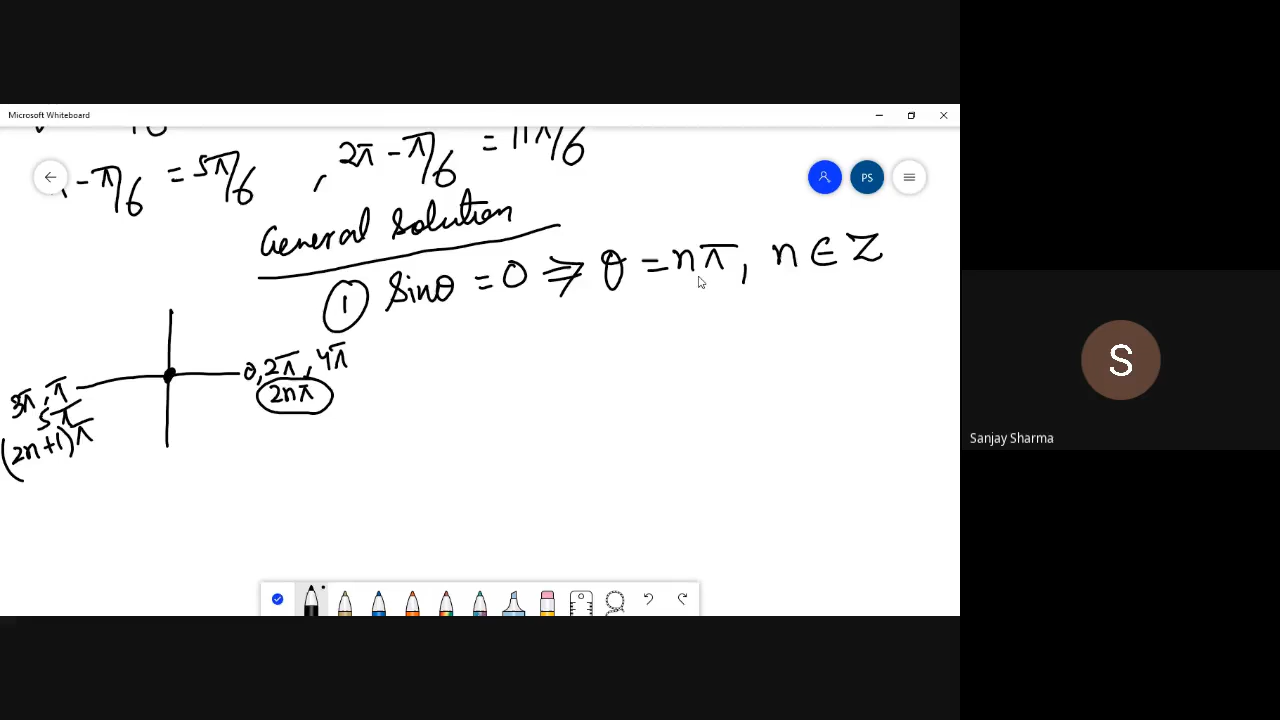 Microsoft Whiteboard
- π/6 = 5π/6 , 2π - π/6 = 11π/6
PS
General Solution
① Sinθ = 0 ⇒ θ = nπ, n ∈ Z
0, 2π, 4π
2nπ
3π, π
5π
(2n+1)π
S
Sanjay Sharma